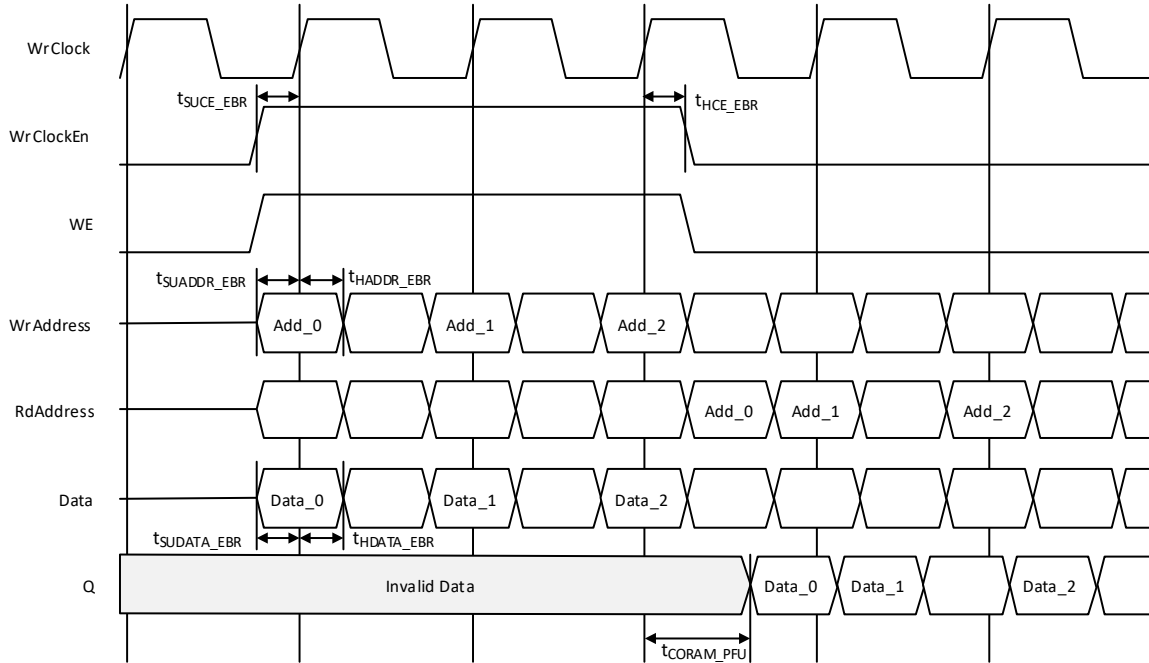 WrClock
tSUCE_EBR
tHCE_EBR
WrClockEn
WE
tSUADDR_EBR tHADDR_EBR
WrAddress Add_0 Add_1 Add_2
RdAddress Add_0 Add_1 Add_2
Data Data_0 Data_1 Data_2
tSUDATA_EBR tHDATA_EBR
Q Invalid Data Data_0 Data_1 Data_2
tCORAM_PFU